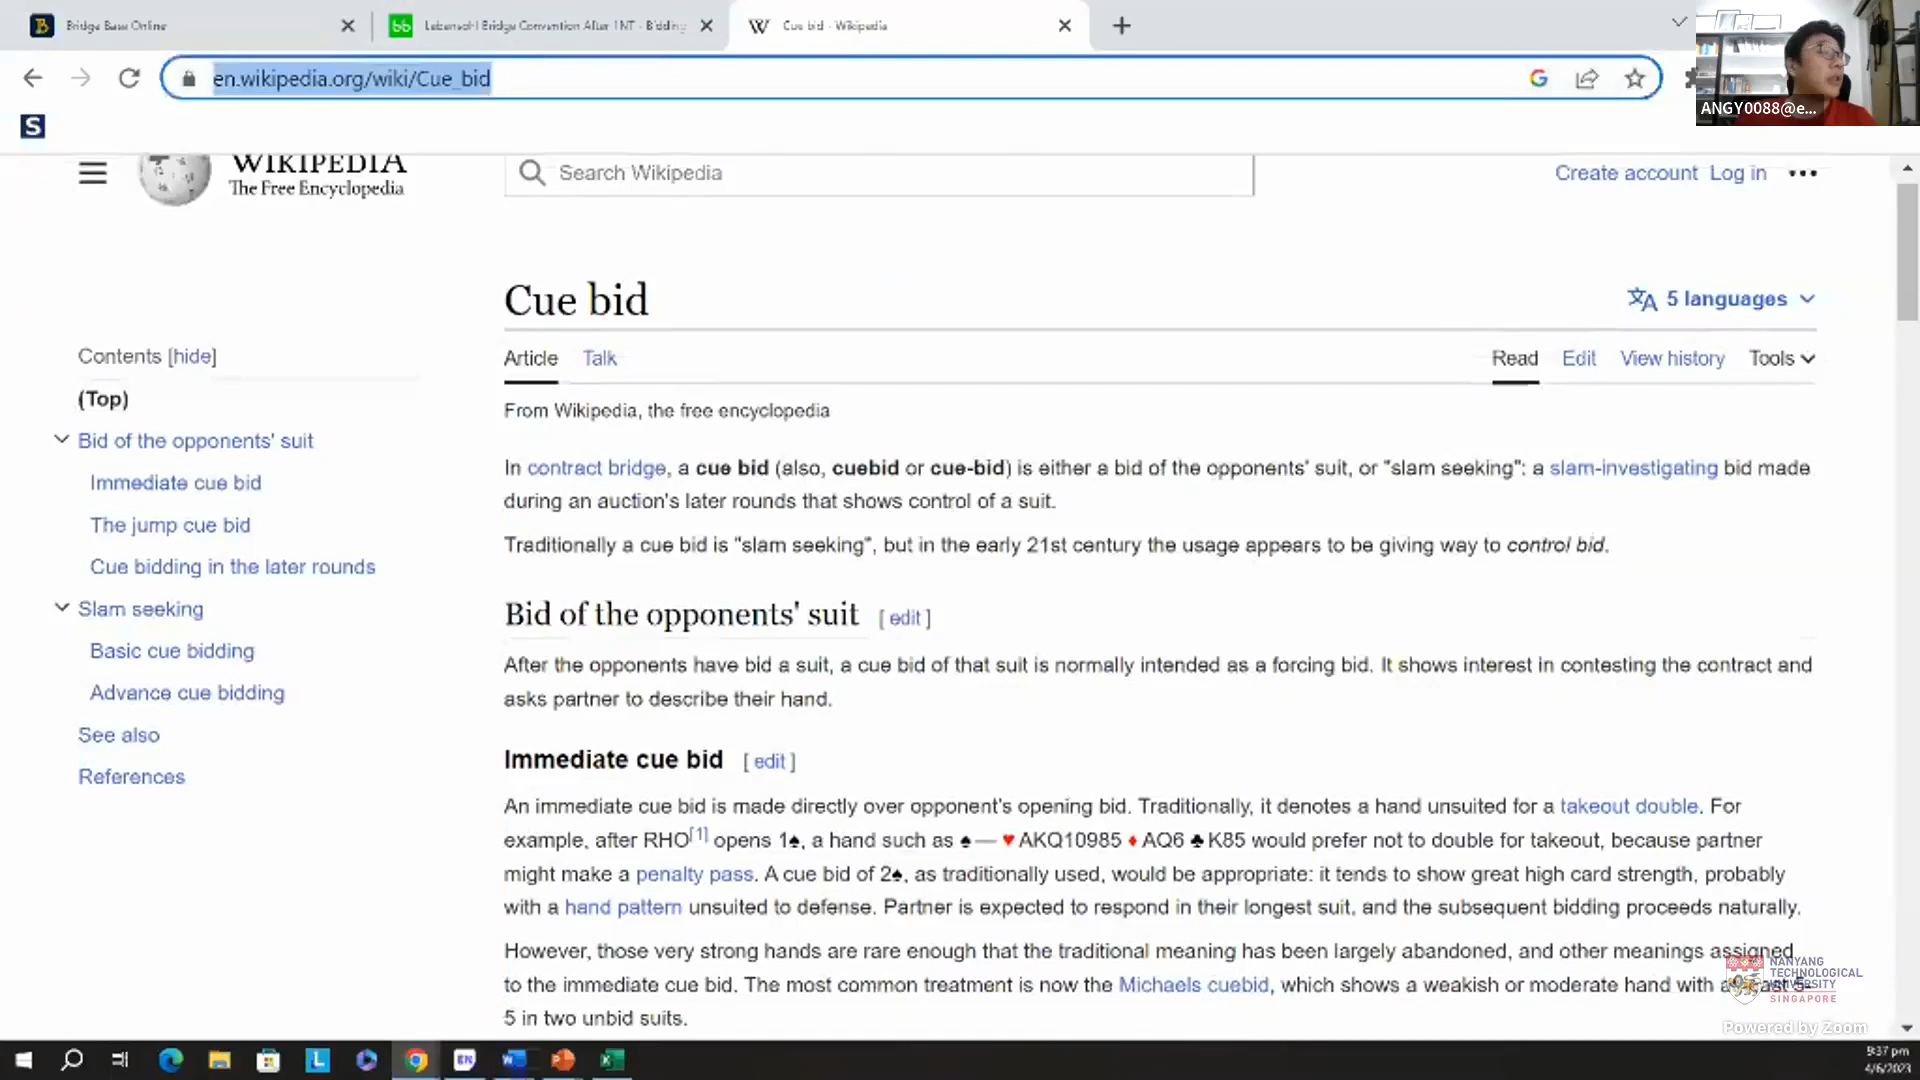 Bridge Base Online
Lebensohl Bridge Convention After 1NT - Bidding
Cue bid - Wikipedia
en.wikipedia.org/wiki/Cue_bid
ANGY0088@e...
S
WIKIPEDIA
The Free Encyclopedia
Search Wikipedia
Create account Log in •••
Cue bid
5 languages
Contents [hide]
(Top)
Bid of the opponents' suit
Immediate cue bid
The jump cue bid
Cue bidding in the later rounds
Slam seeking
Basic cue bidding
Advance cue bidding
See also
References
Article Talk
Read Edit View history Tools
From Wikipedia, the free encyclopedia
In contract bridge, a cue bid (also, cuebid or cue-bid) is either a bid of the opponents' suit, or "slam seeking": a slam-investigating bid made
during an auction's later rounds that shows control of a suit.
Traditionally a cue bid is "slam seeking", but in the early 21st century the usage appears to be giving way to control bid.
Bid of the opponents' suit [ edit ]
After the opponents have bid a suit, a cue bid of that suit is normally intended as a forcing bid. It shows interest in contesting the contract and
asks partner to describe their hand.
Immediate cue bid [ edit ]
An immediate cue bid is made directly over opponent's opening bid. Traditionally, it denotes a hand unsuited for a takeout double. For
example, after RHO[1] opens 1♠, a hand such as ♠ — ♥ AKQ10985 ♦ AQ6 ♣ K85 would prefer not to double for takeout, because partner
might make a penalty pass. A cue bid of 2♠, as traditionally used, would be appropriate: it tends to show great high card strength, probably
with a hand pattern unsuited to defense. Partner is expected to respond in their longest suit, and the subsequent bidding proceeds naturally.
However, those very strong hands are rare enough that the traditional meaning has been largely abandoned, and other meanings assigned
to the immediate cue bid. The most common treatment is now the Michaels cuebid, which shows a weakish or moderate hand with a 5-
5 in two unbid suits.
NANYANG
TECHNOLOGICAL
UNIVERSITY
SINGAPORE
Powered by Zoom
EN
9:37 pm
4/6/2023